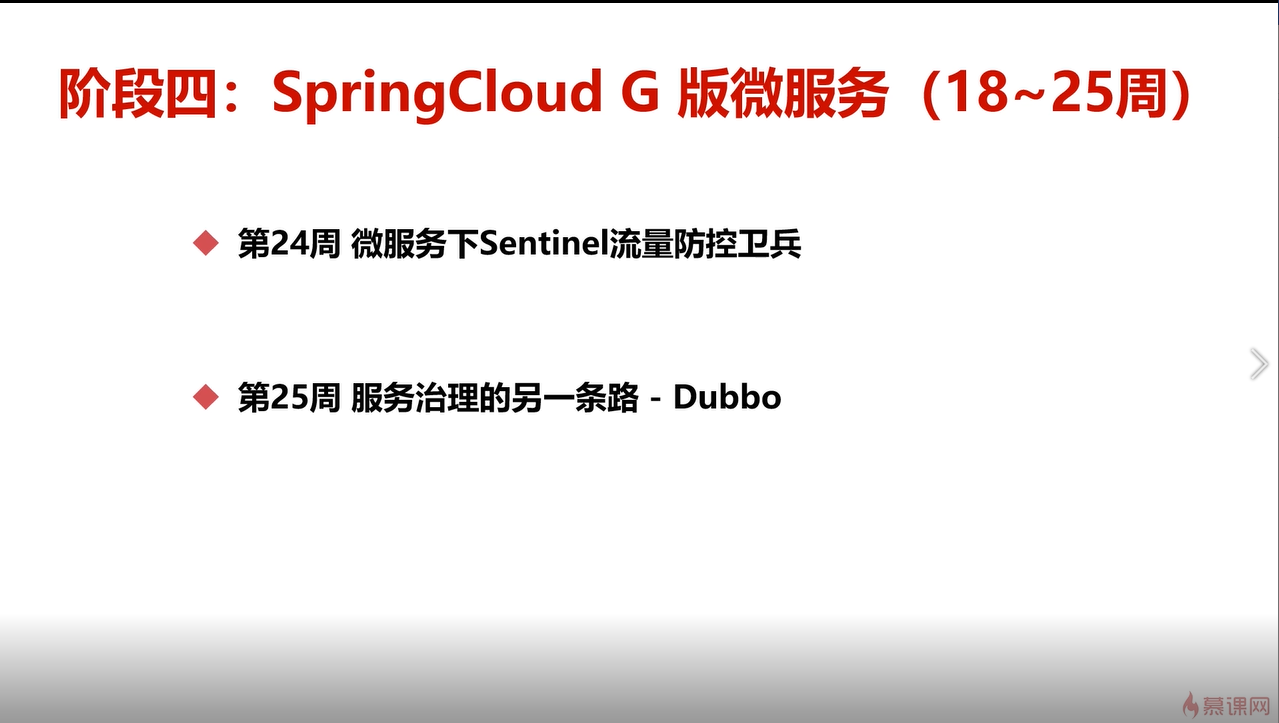 阶段四：SpringCloud G 版微服务（18~25周）
第24周 微服务下Sentinel流量防控卫兵
第25周 服务治理的另一条路 - Dubbo
慕课网